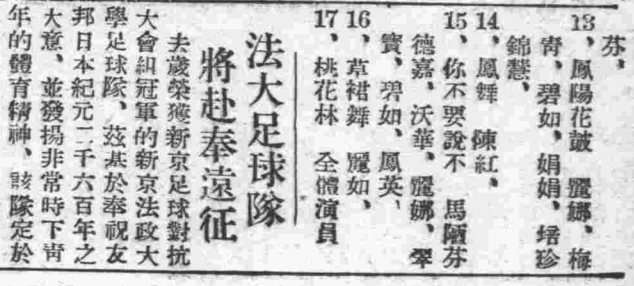 芬、
13、鳳陽花鼓　麗娜、梅
青、碧如、娟娟、培珍
錦慧、
14、鳳舞　陳紅、
15、你不要說不　馬陋芬
德嘉、沃華、麗娜、翠
寶、碧如、鳳英、
16、草裙舞　麗如、
17、桃花林　全體演員
法大足球隊
將赴奉遠征
去歲榮獲新京足球對抗
大會糾冠軍的新京法政大
學足球隊、茲基於奉祝友
邦日本紀元二千六百年之
大意、並發揚非常時下靑
年的體育精神、該隊定於